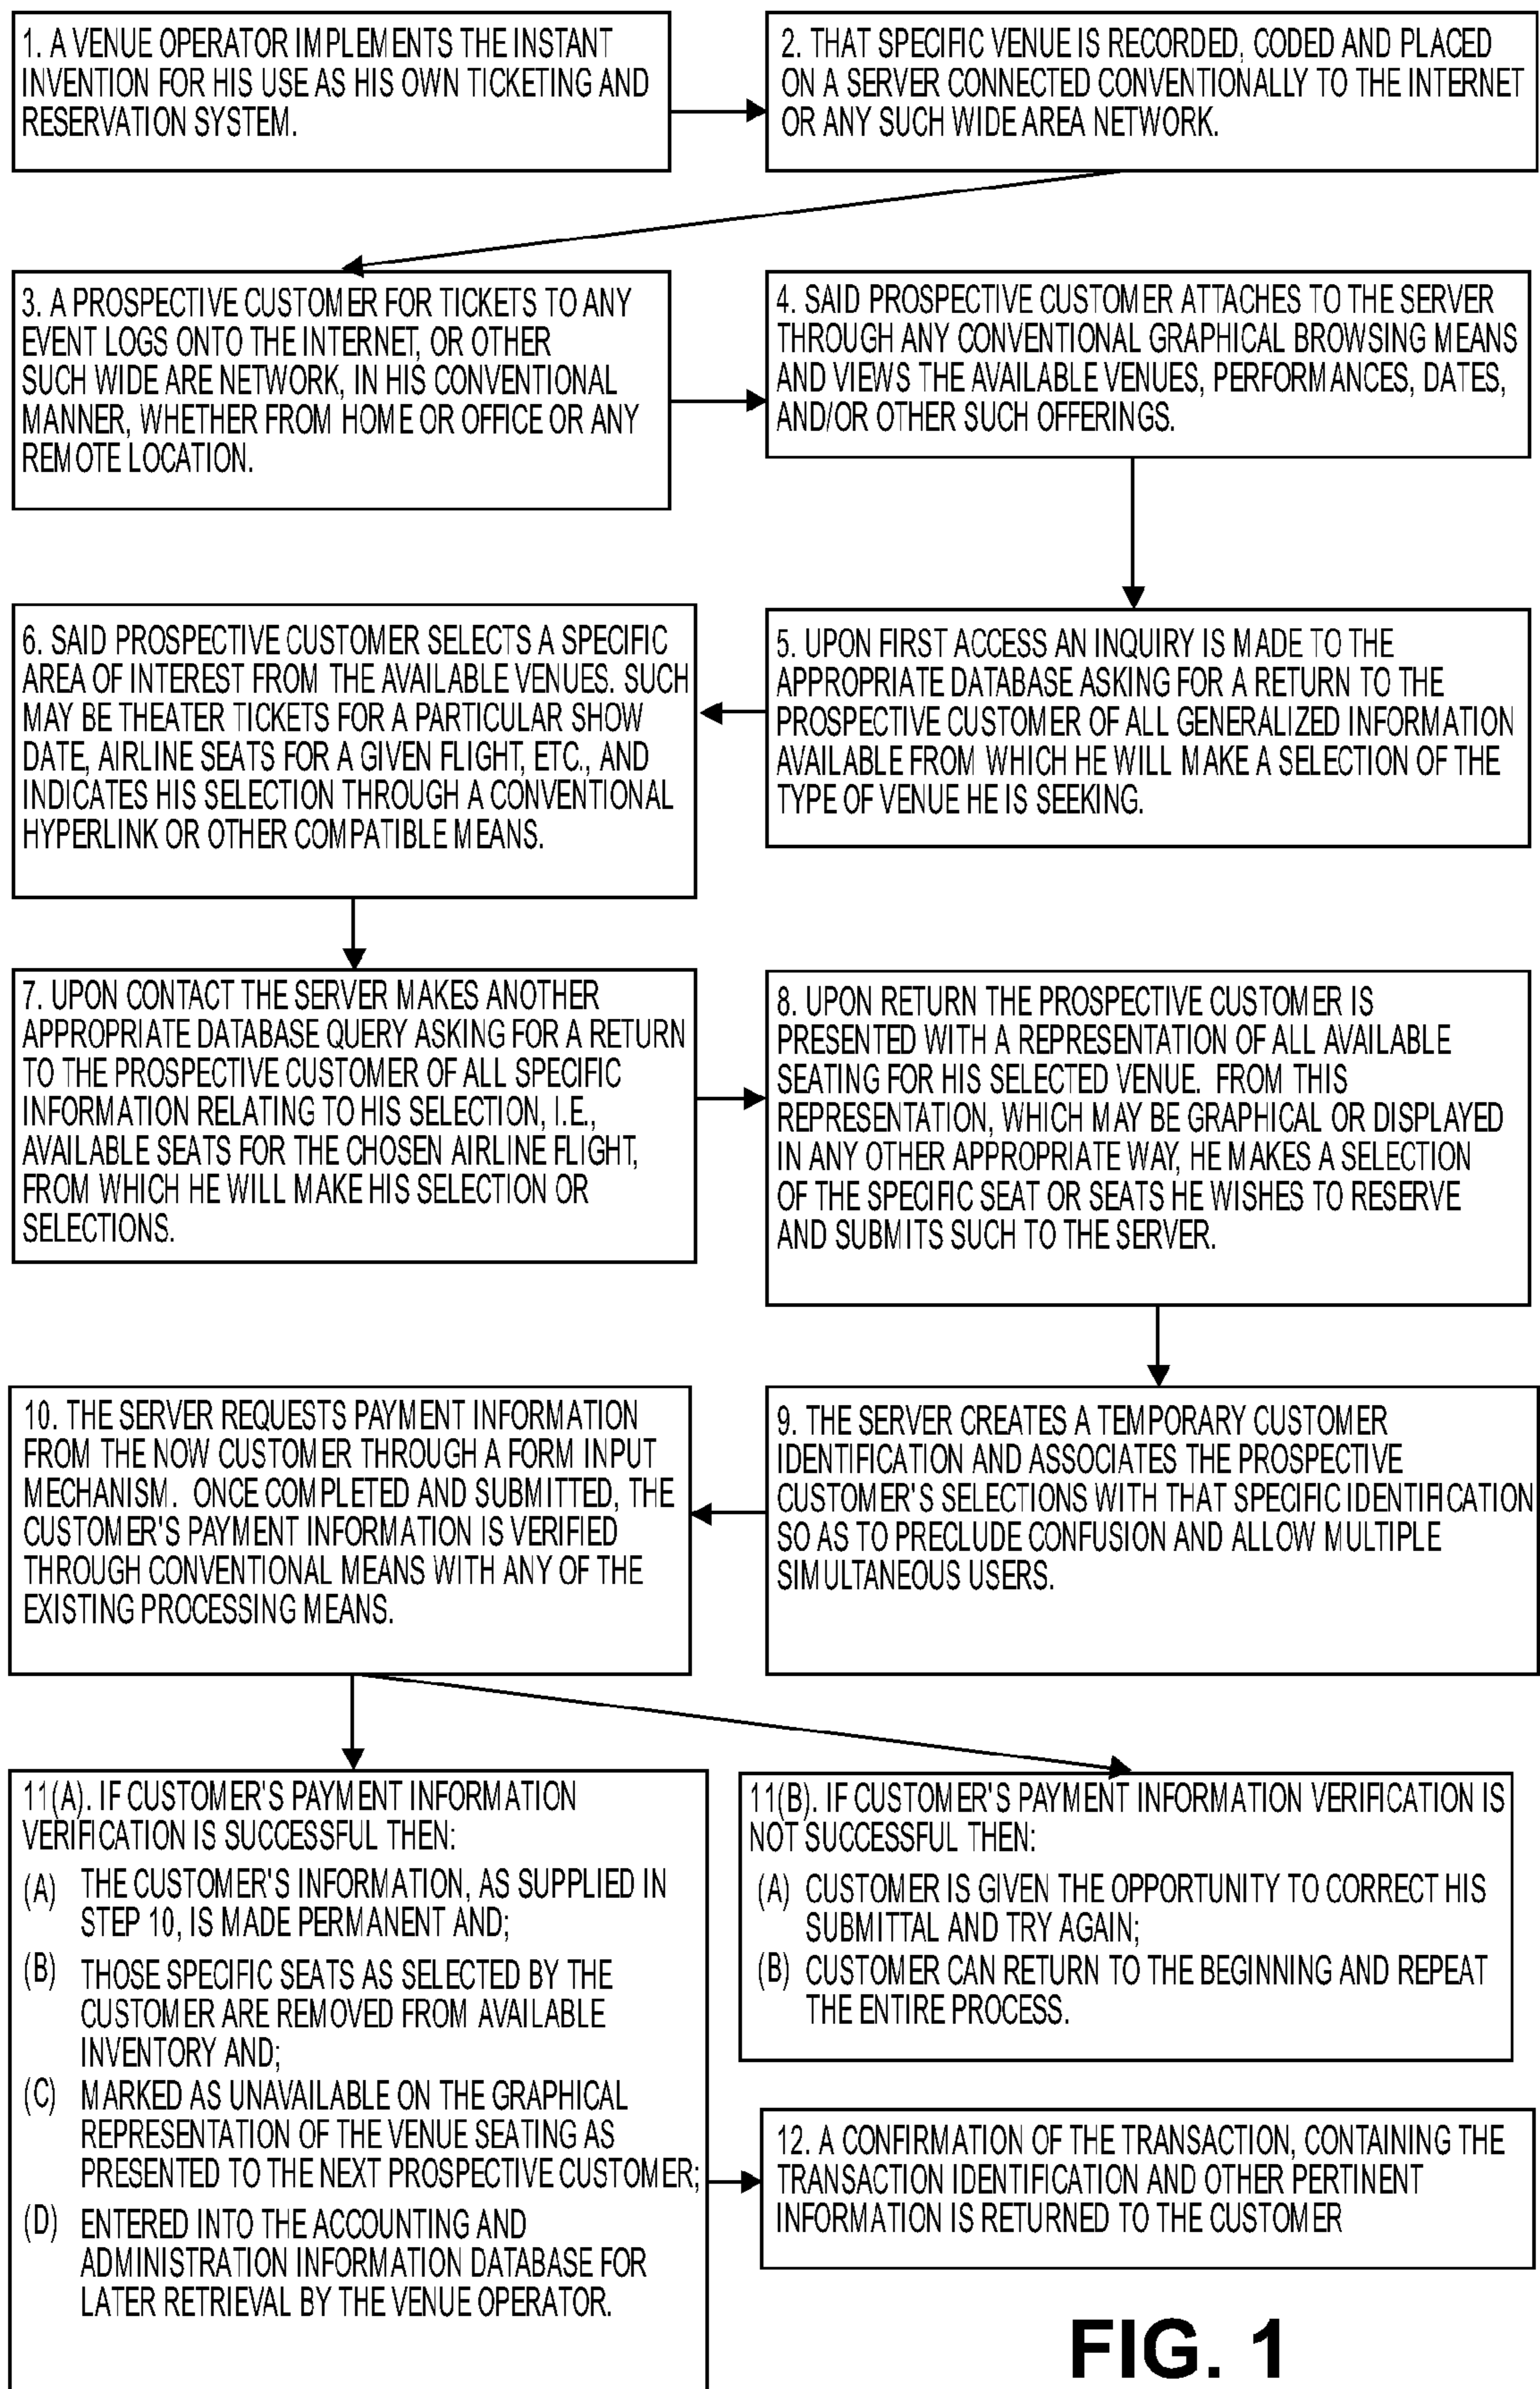 1. A VENUE OPERATOR IMPLEMENTS THE INSTANT
INVENTION FOR HIS USE AS HIS OWN TICKETING AND
RESERVATION SYSTEM.
2. THAT SPECIFIC VENUE IS RECORDED, CODED AND PLACED
ON A SERVER CONNECTED CONVENTIONALLY TO THE INTERNET
OR ANY SUCH WIDE AREA NETWORK.
3. A PROSPECTIVE CUSTOMER FOR TICKETS TO ANY
EVENT LOGS ONTO THE INTERNET, OR OTHER
SUCH WIDE ARE NETWORK, IN HIS CONVENTIONAL
MANNER, WHETHER FROM HOME OR OFFICE OR ANY
REMOTE LOCATION.
4. SAID PROSPECTIVE CUSTOMER ATTACHES TO THE SERVER
THROUGH ANY CONVENTIONAL GRAPHICAL BROWSING MEANS
AND VIEWS THE AVAILABLE VENUES, PERFORMANCES, DATES,
AND/OR OTHER SUCH OFFERINGS.
5. UPON FIRST ACCESS AN INQUIRY IS MADE TO THE
APPROPRIATE DATABASE ASKING FOR A RETURN TO THE
PROSPECTIVE CUSTOMER OF ALL GENERALIZED INFORMATION
AVAILABLE FROM WHICH HE WILL MAKE A SELECTION OF THE
TYPE OF VENUE HE IS SEEKING.
6. SAID PROSPECTIVE CUSTOMER SELECTS A SPECIFIC
AREA OF INTEREST FROM THE AVAILABLE VENUES. SUCH
MAY BE THEATER TICKETS FOR A PARTICULAR SHOW
DATE, AIRLINE SEATS FOR A GIVEN FLIGHT, ETC., AND
INDICATES HIS SELECTION THROUGH A CONVENTIONAL
HYPERLINK OR OTHER COMPATIBLE MEANS.
7. UPON CONTACT THE SERVER MAKES ANOTHER
APPROPRIATE DATABASE QUERY ASKING FOR A RETURN
TO THE PROSPECTIVE CUSTOMER OF ALL SPECIFIC
INFORMATION RELATING TO HIS SELECTION, I.E.,
AVAILABLE SEATS FOR THE CHOSEN AIRLINE FLIGHT,
FROM WHICH HE WILL MAKE HIS SELECTION OR
SELECTIONS.
8. UPON RETURN THE PROSPECTIVE CUSTOMER IS
PRESENTED WITH A REPRESENTATION OF ALL AVAILABLE
SEATING FOR HIS SELECTED VENUE. FROM THIS
REPRESENTATION, WHICH MAY BE GRAPHICAL OR DISPLAYED
IN ANY OTHER APPROPRIATE WAY, HE MAKES A SELECTION
OF THE SPECIFIC SEAT OR SEATS HE WISHES TO RESERVE
AND SUBMITS SUCH TO THE SERVER.
9. THE SERVER CREATES A TEMPORARY CUSTOMER
IDENTIFICATION AND ASSOCIATES THE PROSPECTIVE
CUSTOMER'S SELECTIONS WITH THAT SPECIFIC IDENTIFICATION
SO AS TO PRECLUDE CONFUSION AND ALLOW MULTIPLE
SIMULTANEOUS USERS.
10. THE SERVER REQUESTS PAYMENT INFORMATION
FROM THE NOW CUSTOMER THROUGH A FORM INPUT
MECHANISM. ONCE COMPLETED AND SUBMITTED, THE
CUSTOMER'S PAYMENT INFORMATION IS VERIFIED
THROUGH CONVENTIONAL MEANS WITH ANY OF THE
EXISTING PROCESSING MEANS.
11(A). IF CUSTOMER'S PAYMENT INFORMATION
VERIFICATION IS SUCCESSFUL THEN:
(A) THE CUSTOMER'S INFORMATION, AS SUPPLIED IN
STEP 10, IS MADE PERMANENT AND;
(B) THOSE SPECIFIC SEATS AS SELECTED BY THE
CUSTOMER ARE REMOVED FROM AVAILABLE
INVENTORY AND;
(C) MARKED AS UNAVAILABLE ON THE GRAPHICAL
REPRESENTATION OF THE VENUE SEATING AS
PRESENTED TO THE NEXT PROSPECTIVE CUSTOMER;
(D) ENTERED INTO THE ACCOUNTING AND
ADMINISTRATION INFORMATION DATABASE FOR
LATER RETRIEVAL BY THE VENUE OPERATOR.
11(B). IF CUSTOMER'S PAYMENT INFORMATION VERIFICATION IS
NOT SUCCESSFUL THEN:
(A) CUSTOMER IS GIVEN THE OPPORTUNITY TO CORRECT HIS
SUBMITTAL AND TRY AGAIN;
(B) CUSTOMER CAN RETURN TO THE BEGINNING AND REPEAT
THE ENTIRE PROCESS.
12. A CONFIRMATION OF THE TRANSACTION, CONTAINING THE
TRANSACTION IDENTIFICATION AND OTHER PERTINENT
INFORMATION IS RETURNED TO THE CUSTOMER
FIG. 1